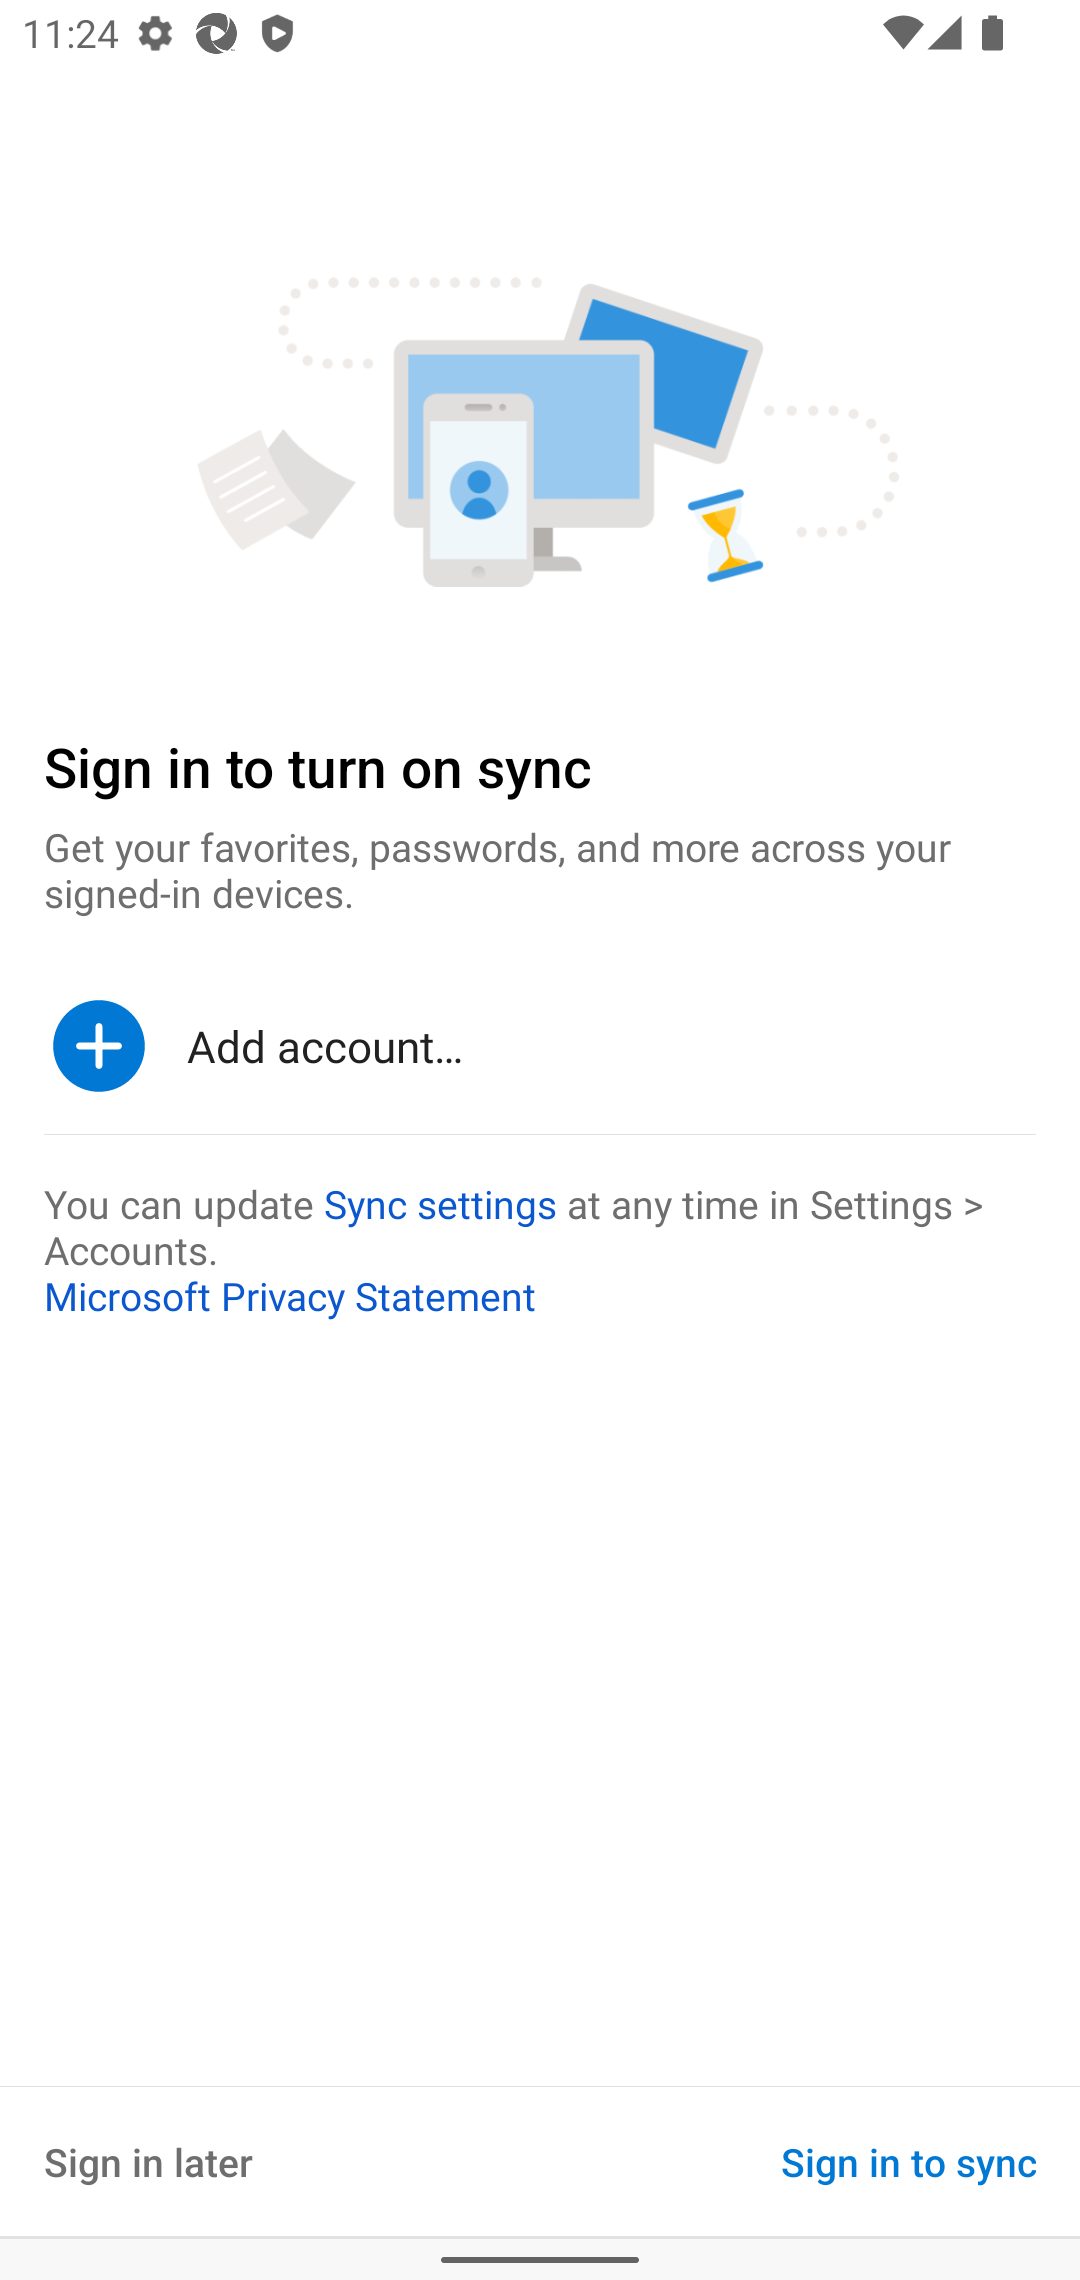 11:24
Sign in to turn on sync
Get your favorites, passwords, and more across your
signed-in devices.
Add account…
You can update Sync settings at any time in Settings >
Accounts.
Microsoft Privacy Statement
Sign in later
Sign in to sync